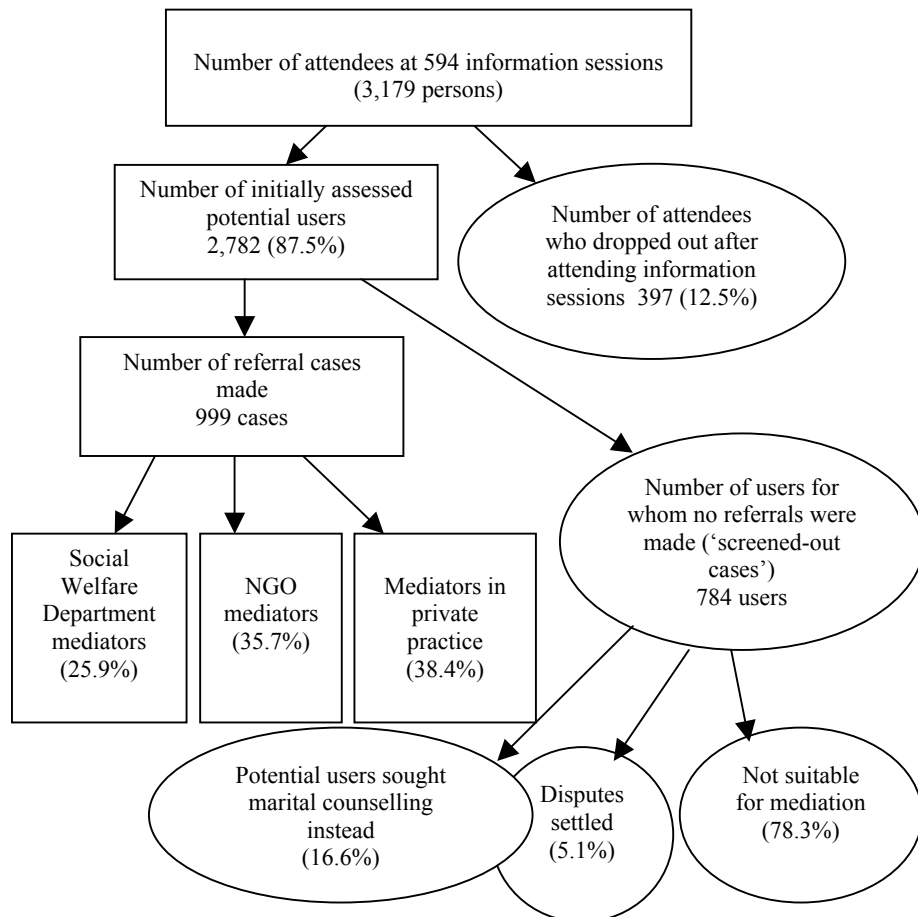 Number of attendees at 594 information sessions
(3,179 persons)
Number of initially assessed
potential users
2,782 (87.5%)
Number of attendees
who dropped out after
attending information
sessions 397 (12.5%)
Number of referral cases
made
999 cases
Number of users for
whom no referrals were
made (‘screened-out
cases’)
784 users
Social
Welfare
Department
mediators
(25.9%)
NGO
mediators
(35.7%)
Mediators in
private
practice
(38.4%)
Potential users sought
marital counselling
instead
(16.6%)
Disputes
settled
(5.1%)
Not suitable
for mediation
(78.3%)